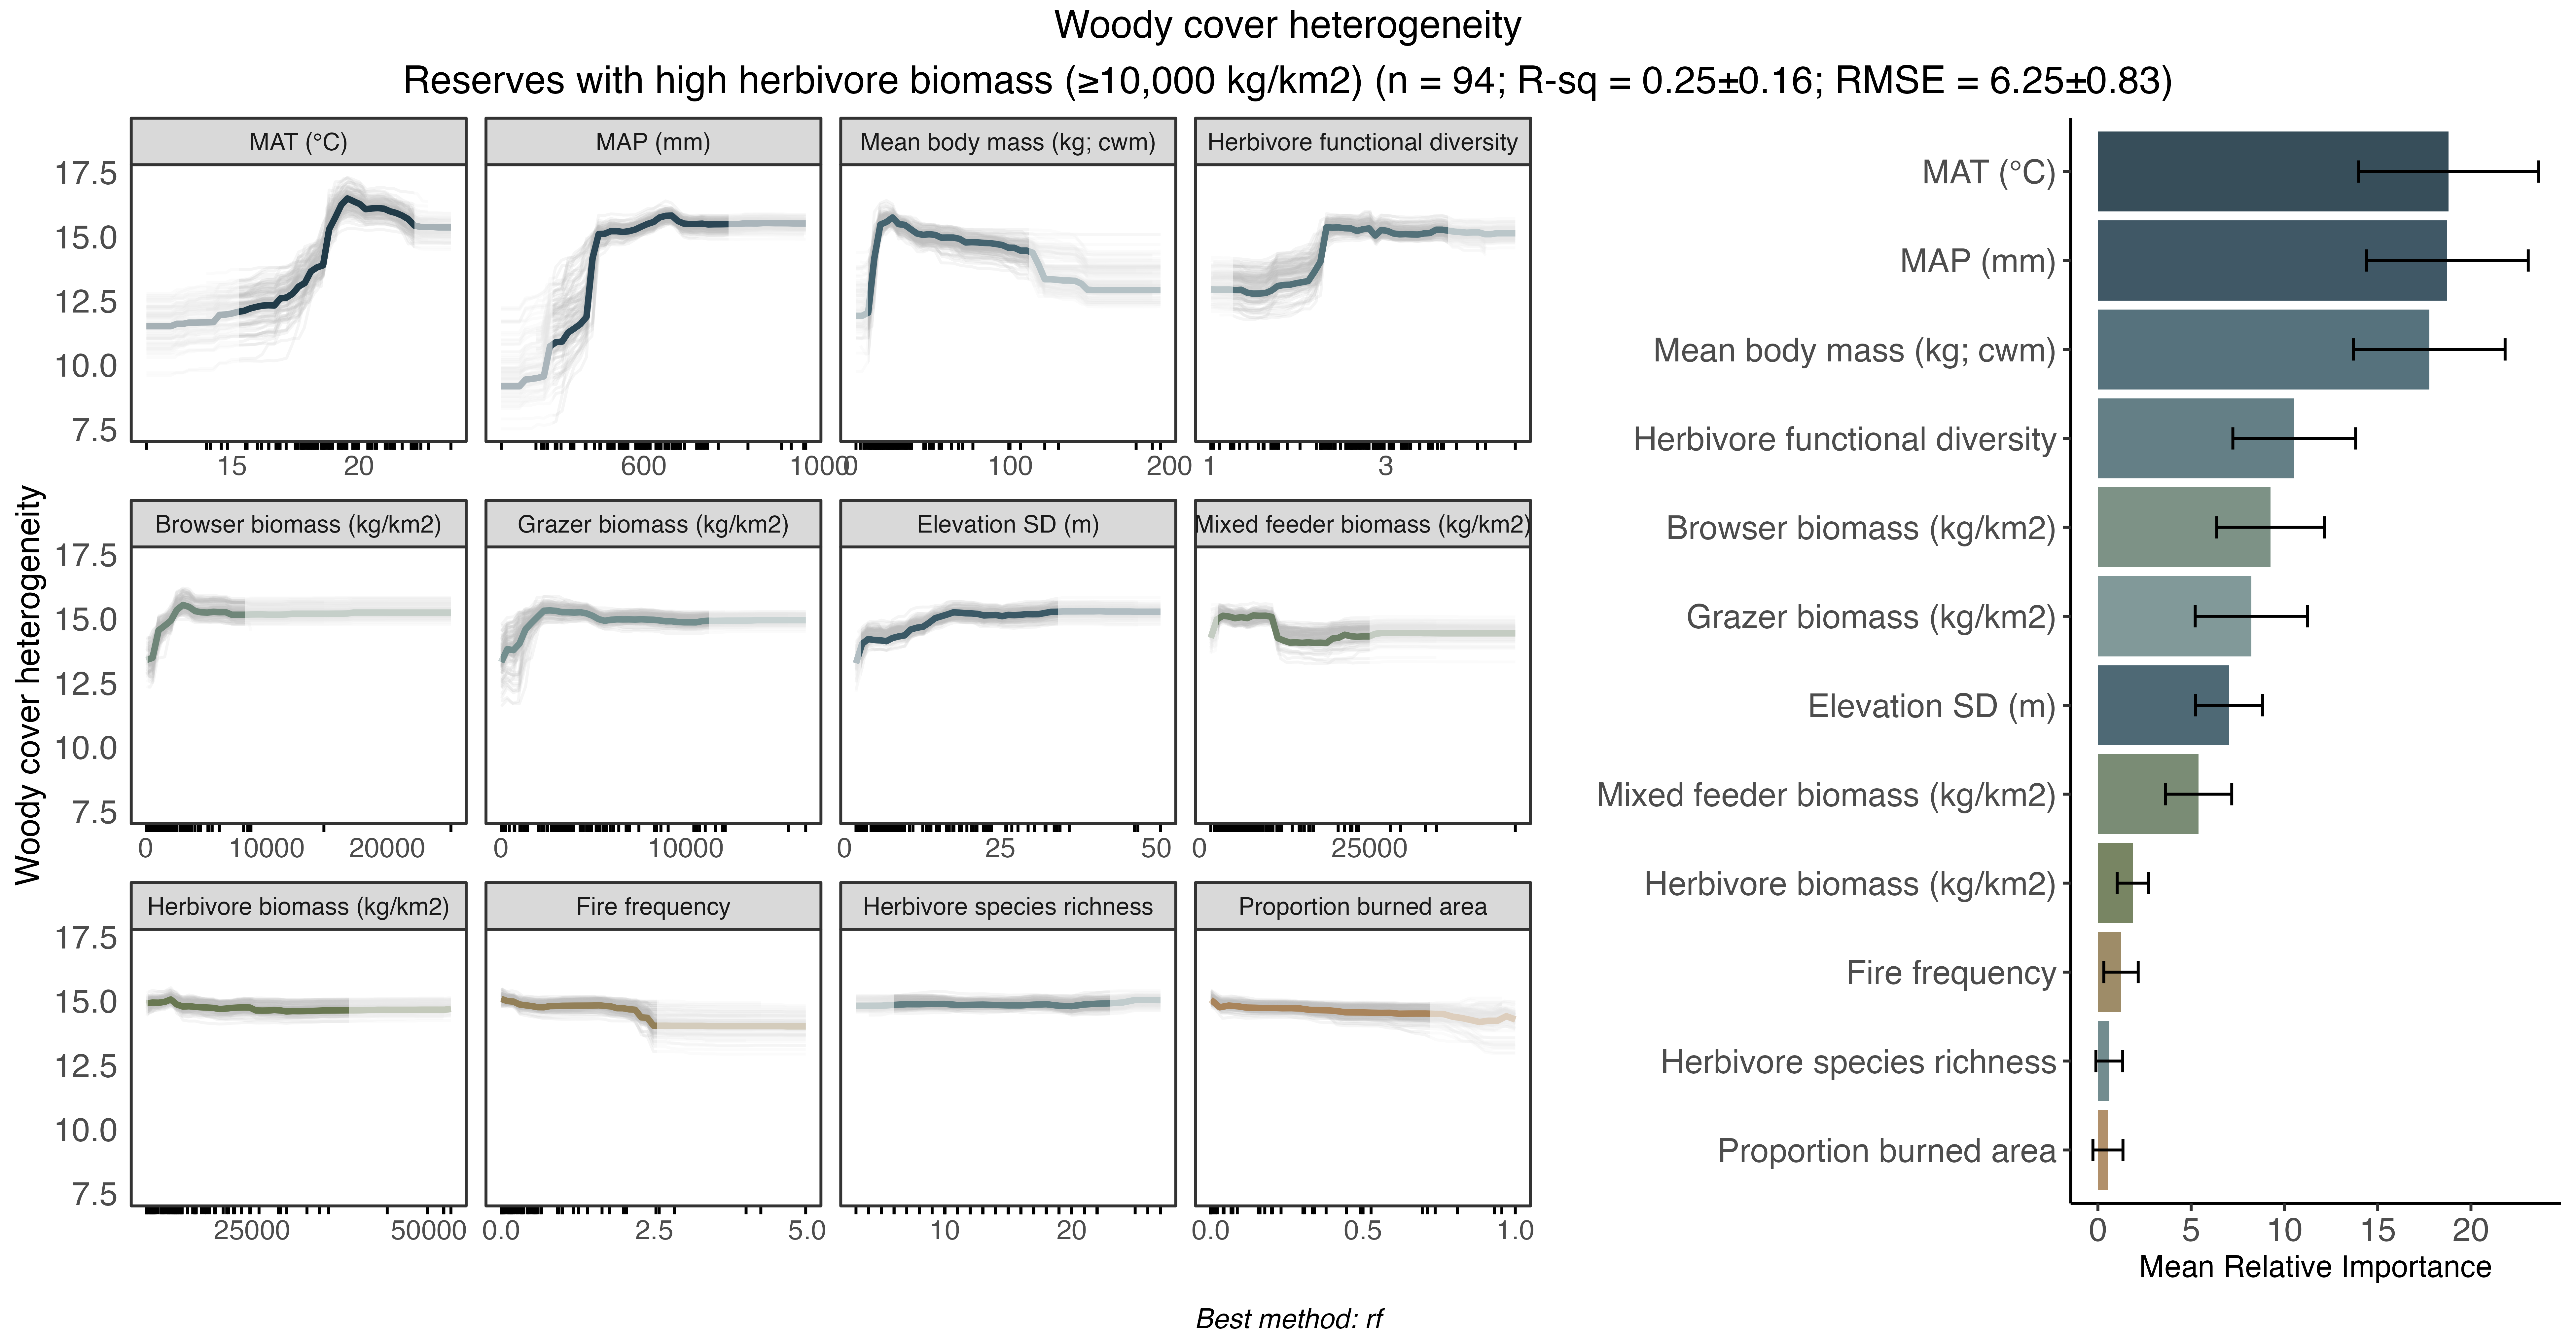 Woody cover heterogeneity
Reserves with high herbivore biomass (≥10,000 kg/km2) (n = 94; R-sq = 0.25±0.16; RMSE = 6.25±0.83)
Woody cover heterogeneity
MAT (°C)
MAP (mm)
Mean body mass (kg; cwm)
Herbivore functional diversity
17.5
15.0
12.5
10.0
7.5
15 20
600 1000
0 100 200
1 3
Browser biomass (kg/km2)
Grazer biomass (kg/km2)
Elevation SD (m)
Mixed feeder biomass (kg/km2)
17.5
15.0
12.5
10.0
7.5
0 10000 20000
0 10000
0 25 50
0 25000
Herbivore biomass (kg/km2)
Fire frequency
Herbivore species richness
Proportion burned area
17.5
15.0
12.5
10.0
7.5
25000 50000
0.0 2.5 5.0
10 20
0.0 0.5 1.0
MAT (°C)
MAP (mm)
Mean body mass (kg; cwm)
Herbivore functional diversity
Browser biomass (kg/km2)
Grazer biomass (kg/km2)
Elevation SD (m)
Mixed feeder biomass (kg/km2)
Herbivore biomass (kg/km2)
Fire frequency
Herbivore species richness
Proportion burned area
0 5 10 15 20
Mean Relative Importance
Best method: rf